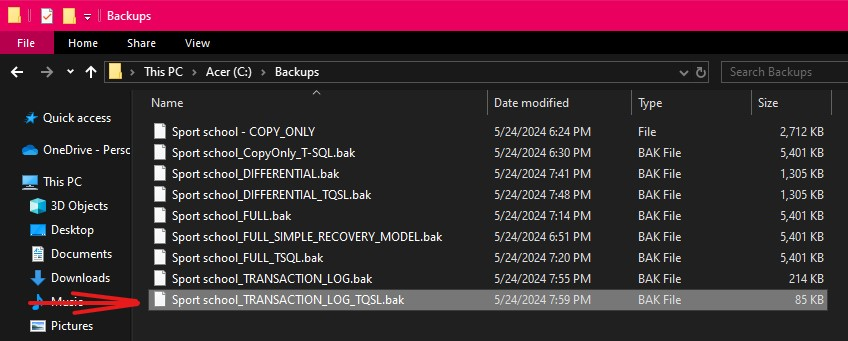 Backups
File Home Share View
This PC Acer (C:) Backups Search Backups
Name Date modified Type Size
Quick access
OneDrive - Persc
This PC
3D Objects
Desktop
Documents
Downloads
Music
Pictures
Sport school - COPY_ONLY 5/24/2024 6:24 PM File 2,712 KB
Sport school_CopyOnly_T-SQL.bak 5/24/2024 6:30 PM BAK File 5,401 KB
Sport school_DIFFERENTIAL.bak 5/24/2024 7:41 PM BAK File 1,305 KB
Sport school_DIFFERENTIAL_TQSL.bak 5/24/2024 7:48 PM BAK File 1,305 KB
Sport school_FULL.bak 5/24/2024 7:14 PM BAK File 5,401 KB
Sport school_FULL_SIMPLE_RECOVERY_MODEL.bak 5/24/2024 6:51 PM BAK File 5,401 KB
Sport school_FULL_TSQL.bak 5/24/2024 7:20 PM BAK File 5,401 KB
Sport school_TRANSACTION_LOG.bak 5/24/2024 7:55 PM BAK File 214 KB
Sport school_TRANSACTION_LOG_TQSL.bak 5/24/2024 7:59 PM BAK File 85 KB